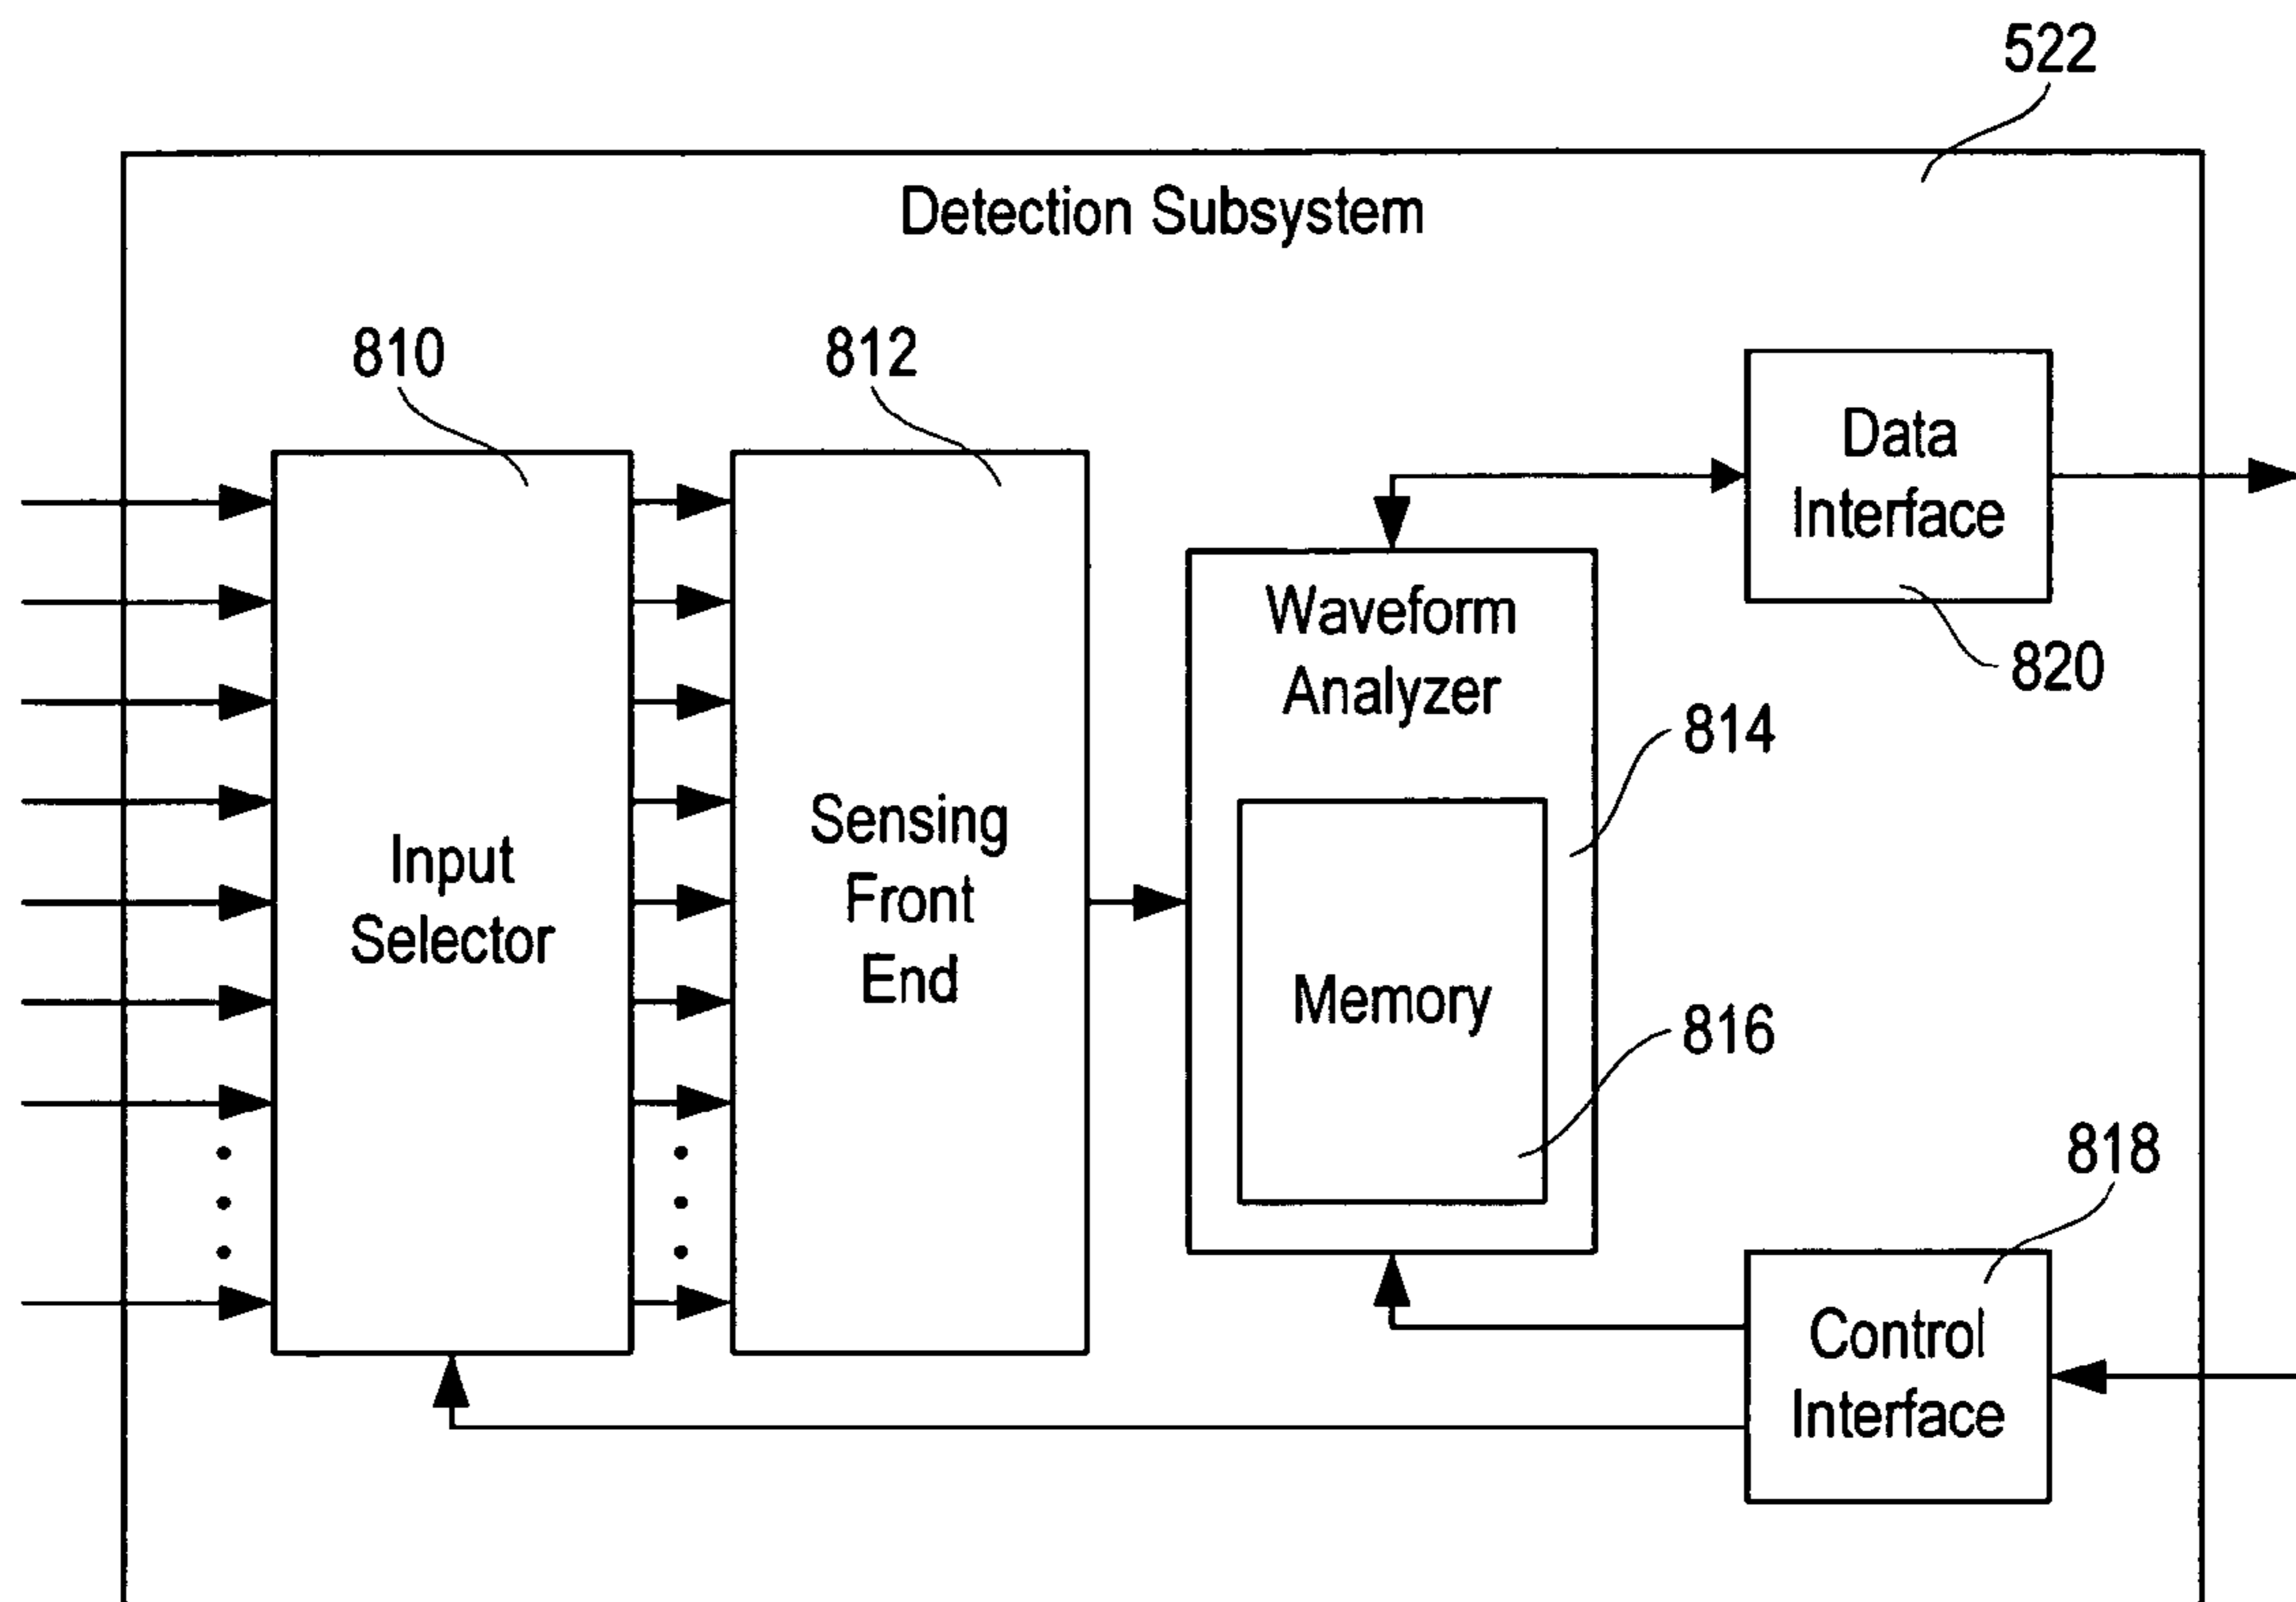 522
Detection Subsystem
810
812
Data
Interface
820
Waveform
Analyzer
814
Input
Selector
Sensing
Front
End
Memory
816
818
Control
Interface